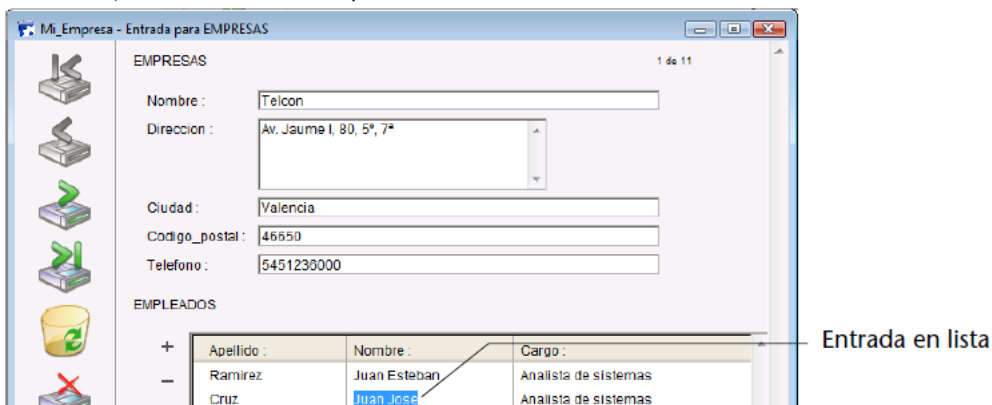 Mi_Empresa - Entrada para EMPRESAS
EMPRESAS
1 de 11
Nombre : Telcon
Direccion : Av. Jaume I, 80, 5º, 7ª
Ciudad : Valencia
Codigo_postal : 46650
Telefono : 5451236000
EMPLEADOS
Apellido : Nombre : Cargo :
Ramirez Juan Esteban Analista de sistemas
Cruz Juan Jose Analista de sistemas
Entrada en lista